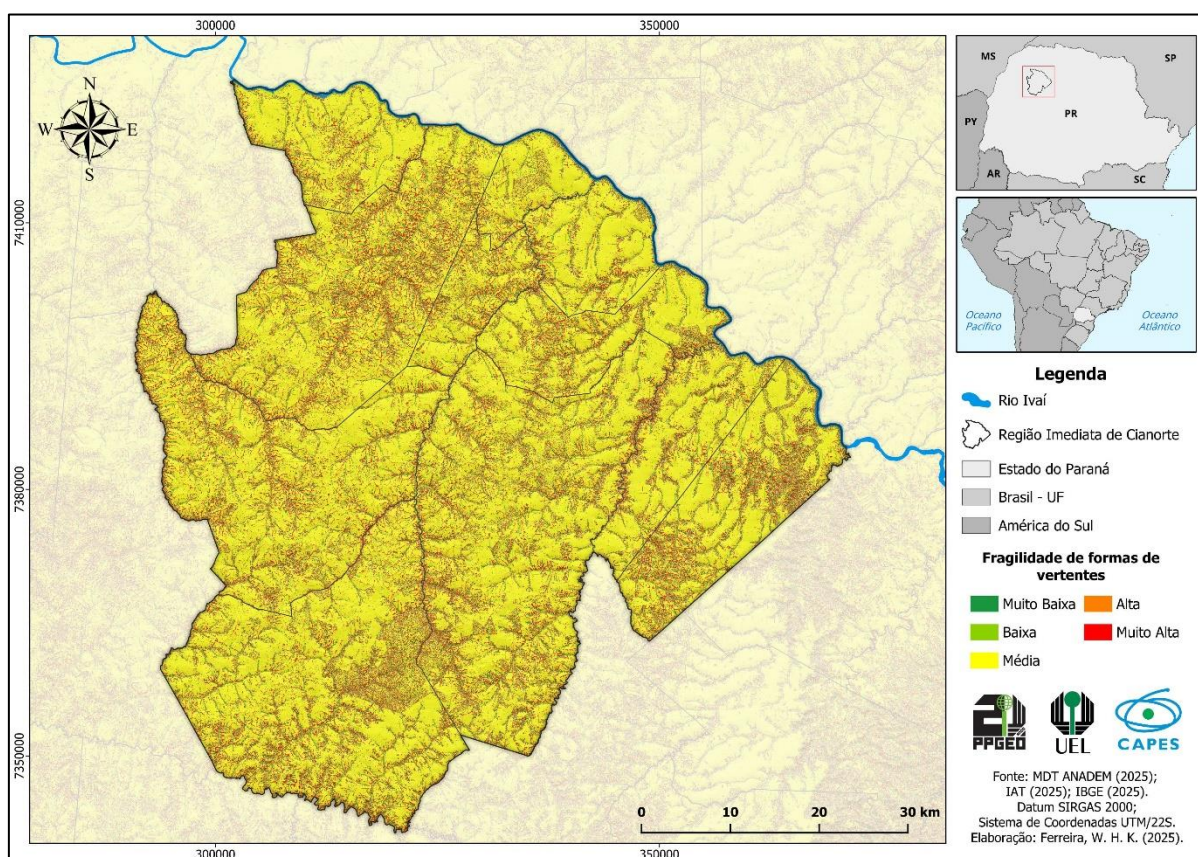 300000
350000
N
W
E
S
7410000
7380000
7350000
0
10
20
30 km
300000
350000
MS
SP
PY
PR
AR
SC
Oceano
Pacífico
Oceano
Atlântico
Legenda
Rio Ivaí
Região Imediata de Cianorte
Estado do Paraná
Brasil - UF
América do Sul
Fragilidade de formas de
vertentes
Muito Baixa
Alta
Baixa
Muito Alta
Média
PPGEO
UEL
CAPES
Fonte: MDT ANADEM (2025);
IAT (2025); IBGE (2025).
Datum SIRGAS 2000;
Sistema de Coordenadas UTM/22S.
Elaboração: Ferreira, W. H. K. (2025).